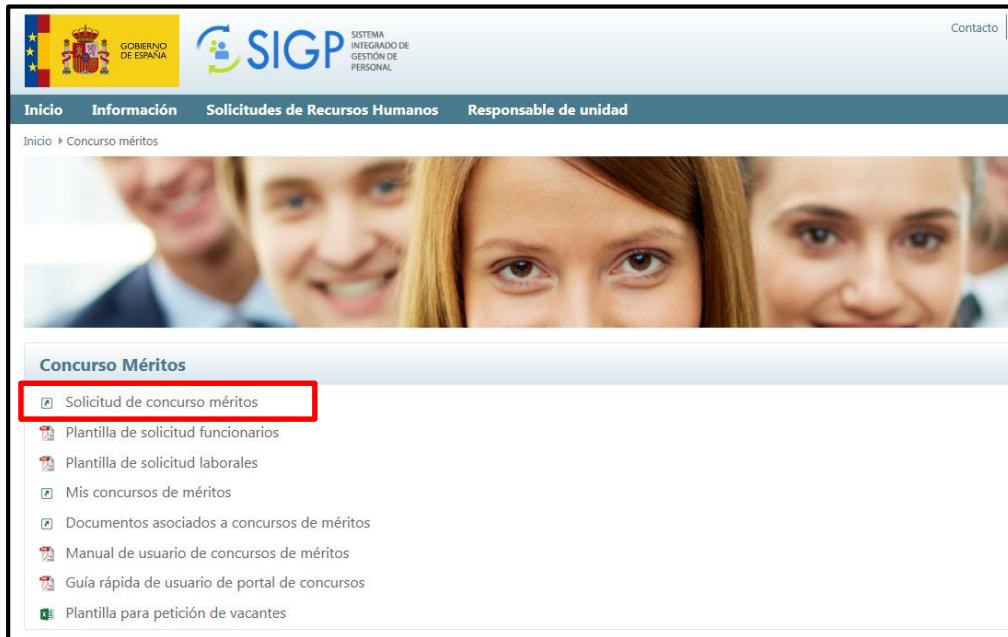 GOBIERNO
DE ESPAÑA
SIGP
SISTEMA
INTEGRADO DE
GESTIÓN DE
PERSONAL
Contacto
Inicio Información Solicitudes de Recursos Humanos Responsable de unidad
Inicio Concurso méritos
Concurso Méritos
Solicitud de concurso méritos
Plantilla de solicitud funcionarios
Plantilla de solicitud laborales
Mis concursos de méritos
Documentos asociados a concursos de méritos
Manual de usuario de concursos de méritos
Guía rápida de usuario de portal de concursos
Plantilla para petición de vacantes